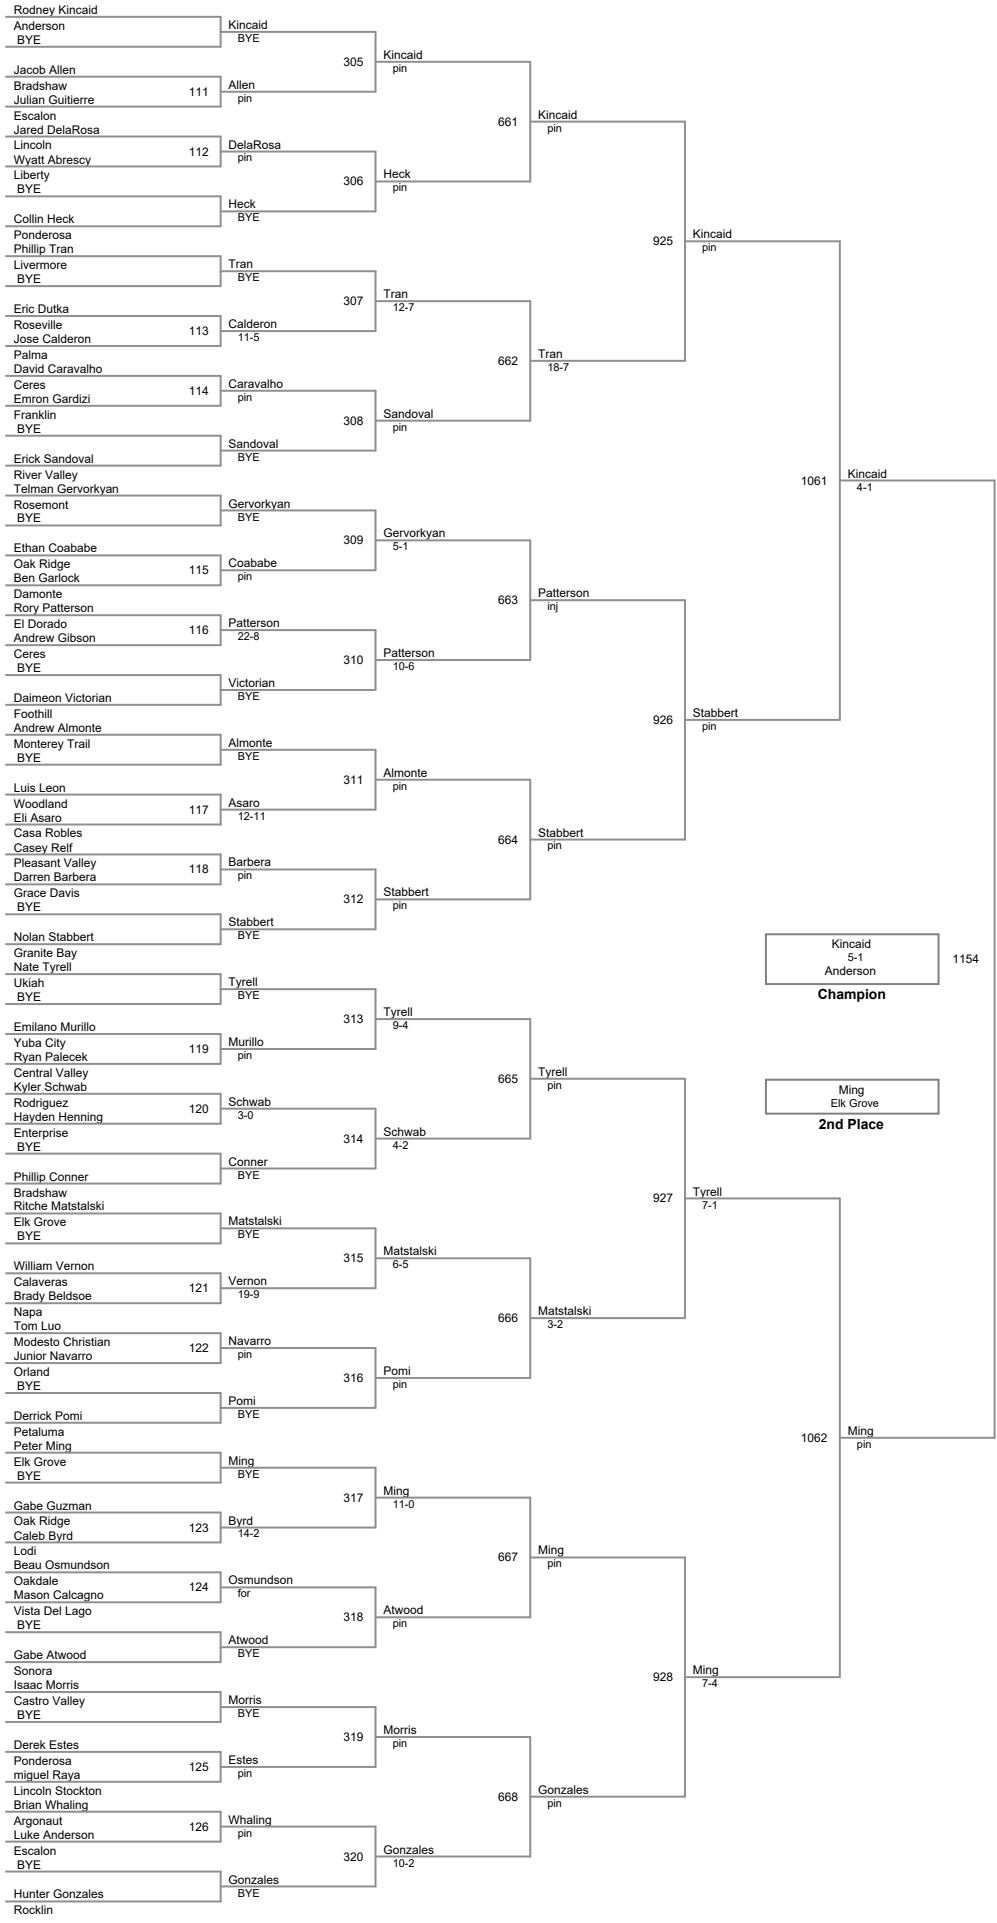 Rodney Kincaid
Anderson
BYE
Jacob Allen
Bradshaw
Julian Guitierre
Escalon
Jared DelaRosa
Lincoln
Wyatt Abrescy
Liberty
BYE
Collin Heck
Ponderosa
Phillip Tran
Livermore
BYE
Eric Dutka
Roseville
Jose Calderon
Palma
David Caravalho
Ceres
Emron Gardizi
Franklin
BYE
Erick Sandoval
River Valley
Telman Gervorkyan
Rosemont
BYE
Ethan Coababe
Oak Ridge
Ben Garlock
Damonte
Rory Patterson
El Dorado
Andrew Gibson
Ceres
BYE
Daimeon Victorian
Foothill
Andrew Almonte
Monterey Trail
BYE
Luis Leon
Woodland
Eli Asaro
Casa Robles
Casey Relf
Pleasant Valley
Darren Barbera
Grace Davis
BYE
Nolan Stabbert
Granite Bay
Nate Tyrell
Ukiah
BYE
Emilano Murillo
Yuba City
Ryan Palecek
Central Valley
Kyler Schwab
Rodriguez
Hayden Henning
Enterprise
BYE
Phillip Conner
Bradshaw
Ritche Matstalski
Elk Grove
BYE
William Vernon
Calaveras
Brady Beldsoe
Napa
Tom Luo
Modesto Christian
Junior Navarro
Orland
BYE
Derrick Pomi
Petaluma
Peter Ming
Elk Grove
BYE
Gabe Guzman
Oak Ridge
Caleb Byrd
Lodi
Beau Osmundson
Oakdale
Mason Calcagno
Vista Del Lago
BYE
Gabe Atwood
Sonora
Isaac Morris
Castro Valley
BYE
Derek Estes
Ponderosa
miguel Raya
Lincoln Stockton
Brian Whaling
Argonaut
Luke Anderson
Escalon
BYE
Hunter Gonzales
Rocklin
111
112
113
114
115
116
117
118
119
120
121
122
123
124
125
126
Kincaid
BYE
Allen
pin
DelaRosa
pin
Heck
BYE
Tran
BYE
Calderon
11-5
Caravalho
pin
Sandoval
BYE
Gervorkyan
BYE
Coababe
pin
Patterson
22-8
Victorian
BYE
Almonte
BYE
Asaro
12-11
Barbera
pin
Stabbert
BYE
Tyrell
BYE
Murillo
pin
Schwab
3-0
Conner
BYE
Matstalski
BYE
Vernon
19-9
Navarro
pin
Pomi
BYE
Ming
BYE
Byrd
14-2
Osmundson
for
Atwood
BYE
Morris
BYE
Estes
pin
Whaling
pin
Gonzales
BYE
305
306
307
308
309
310
311
312
313
314
315
316
317
318
319
320
Kincaid
pin
Heck
pin
Tran
12-7
Sandoval
pin
Gervorkyan
5-1
Patterson
10-6
Almonte
pin
Stabbert
pin
Tyrell
9-4
Schwab
4-2
Matstalski
6-5
Pomi
pin
Ming
11-0
Atwood
pin
Morris
pin
Gonzales
10-2
661
662
663
664
665
666
667
668
Kincaid
pin
Tran
18-7
Patterson
inj
Stabbert
pin
Tyrell
pin
Matstalski
3-2
Ming
pin
Gonzales
pin
925
926
927
928
Kincaid
pin
Stabbert
pin
Tyrell
7-1
Ming
7-4
1061
1062
Kincaid
4-1
Ming
pin
Kincaid
5-1
Anderson
1154
Champion
Ming
Elk Grove
2nd Place